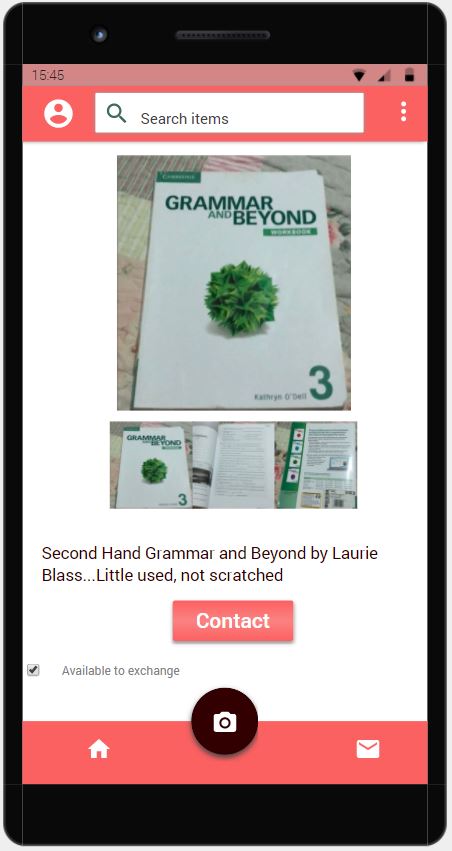 15:45
Search items
CAMBRIDGE
GRAMMAR
AND BEYOND
WORKBOOK
Kathryn O'Dell
3
GRAMMAR
AND BEYOND
3
Second Hand Grammar and Beyond by Laurie
Blass...Little used, not scratched
Contact
Available to exchange